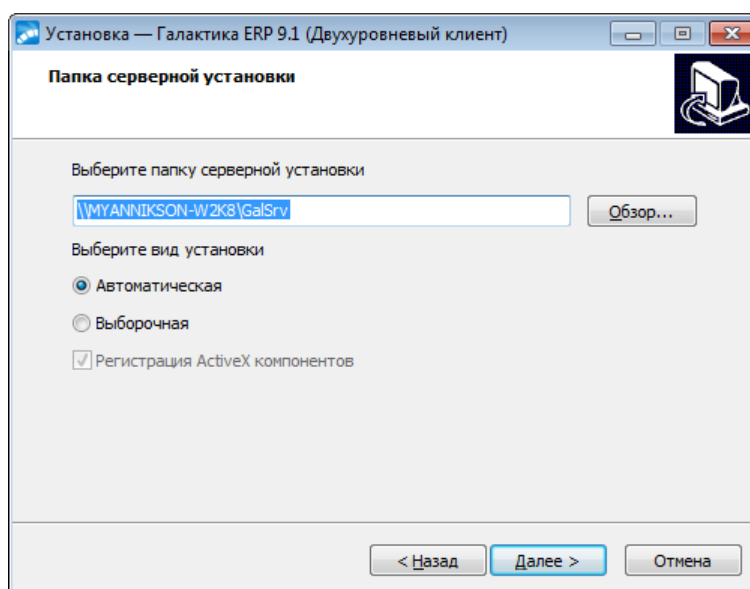 Установка — Галактика ERP 9.1 (Двухуровневый клиент)
Папка серверной установки
Выберите папку серверной установки
\\MYANNIKSON-W2K8\GalSrv
Обзор...
Выберите вид установки
Автоматическая
Выборочная
Регистрация ActiveX компонентов
< Назад Далее > Отмена